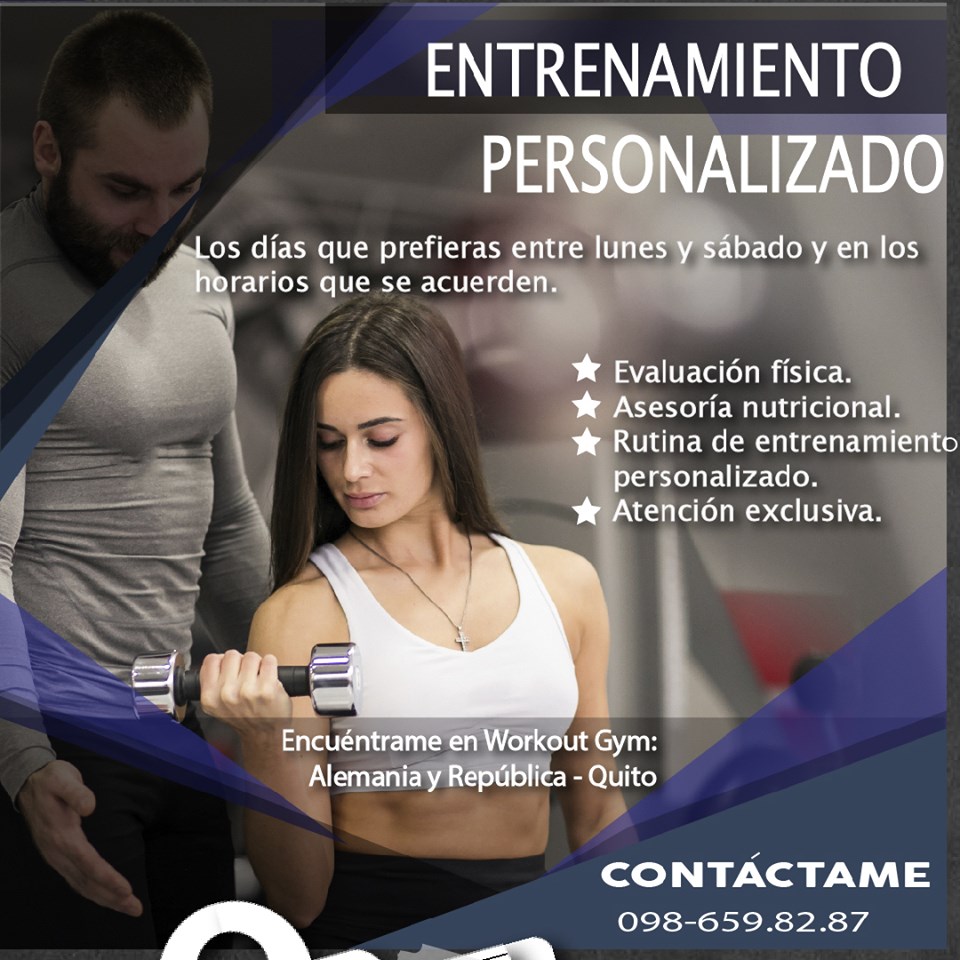 ENTRENAMIENTO
PERSONALIZADO
Los días que prefieras entre lunes y sábado y en los
horarios que se acuerden.
Evaluación física.
Asesoría nutricional.
Rutina de entrenamiento
personalizado.
Atención exclusiva.
Encuéntrame en Workout Gym:
Alemania y República - Quito
CONTÁCTAME
098-659.82.87